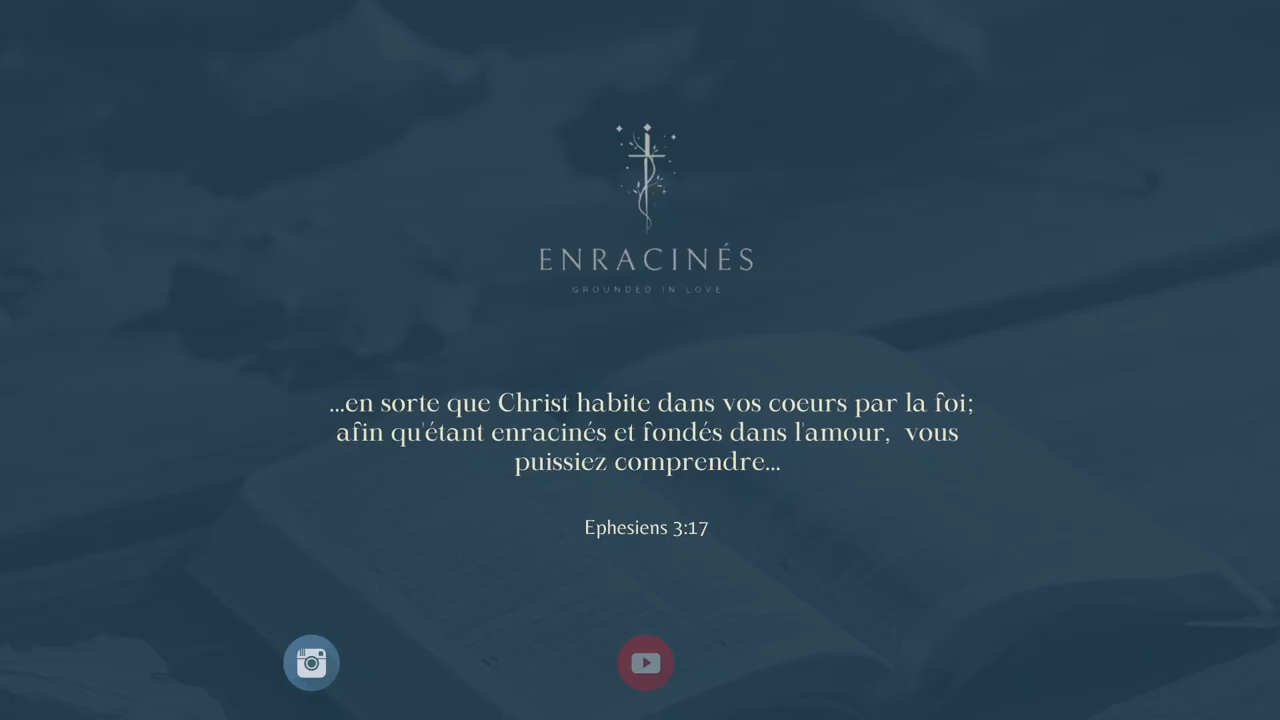 ENRACINÉS
GROUNDED IN LOVE
...en sorte que Christ habite dans vos coeurs par la foi;
afin qu'étant enracinés et fondés dans l'amour,  vous
puissiez comprendre...
Ephesiens 3:17